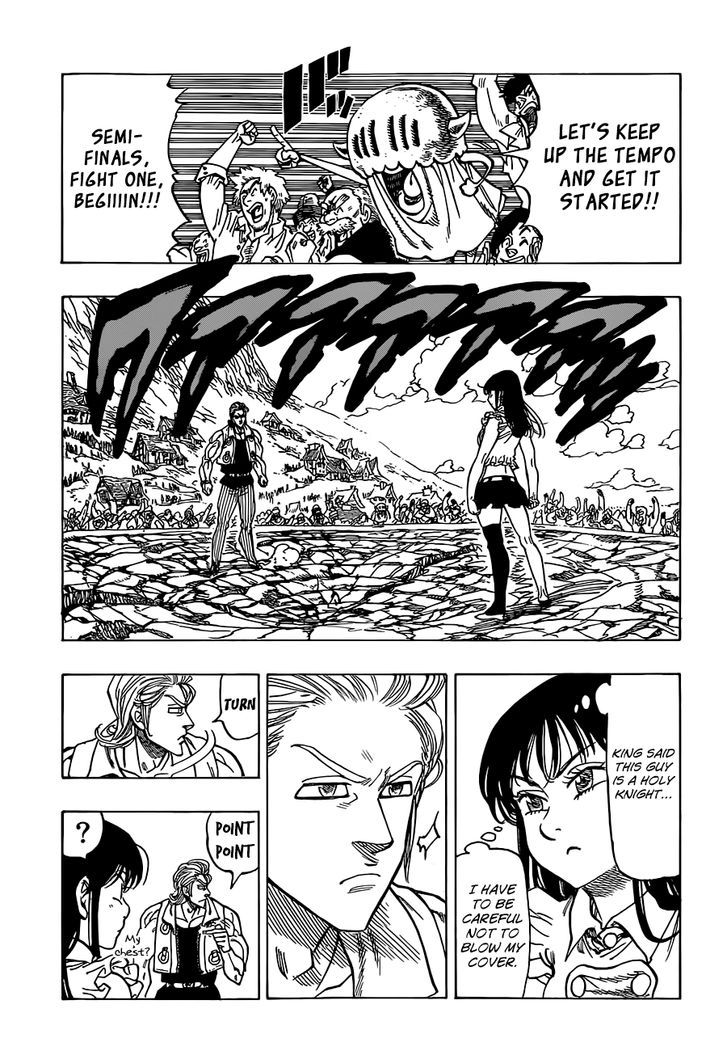 LET'S KEEP
UP THE TEMPO
AND GET IT
STARTED!!
SEMI-
FINALS,
FIGHT ONE,
BEGIIIIN!!!
KING SAID
THIS GUY
IS A HOLY
KNIGHT...
I HAVE
TO BE
CAREFUL
NOT TO
BLOW MY
COVER.
TURN
POINT
POINT
?
My
chest?